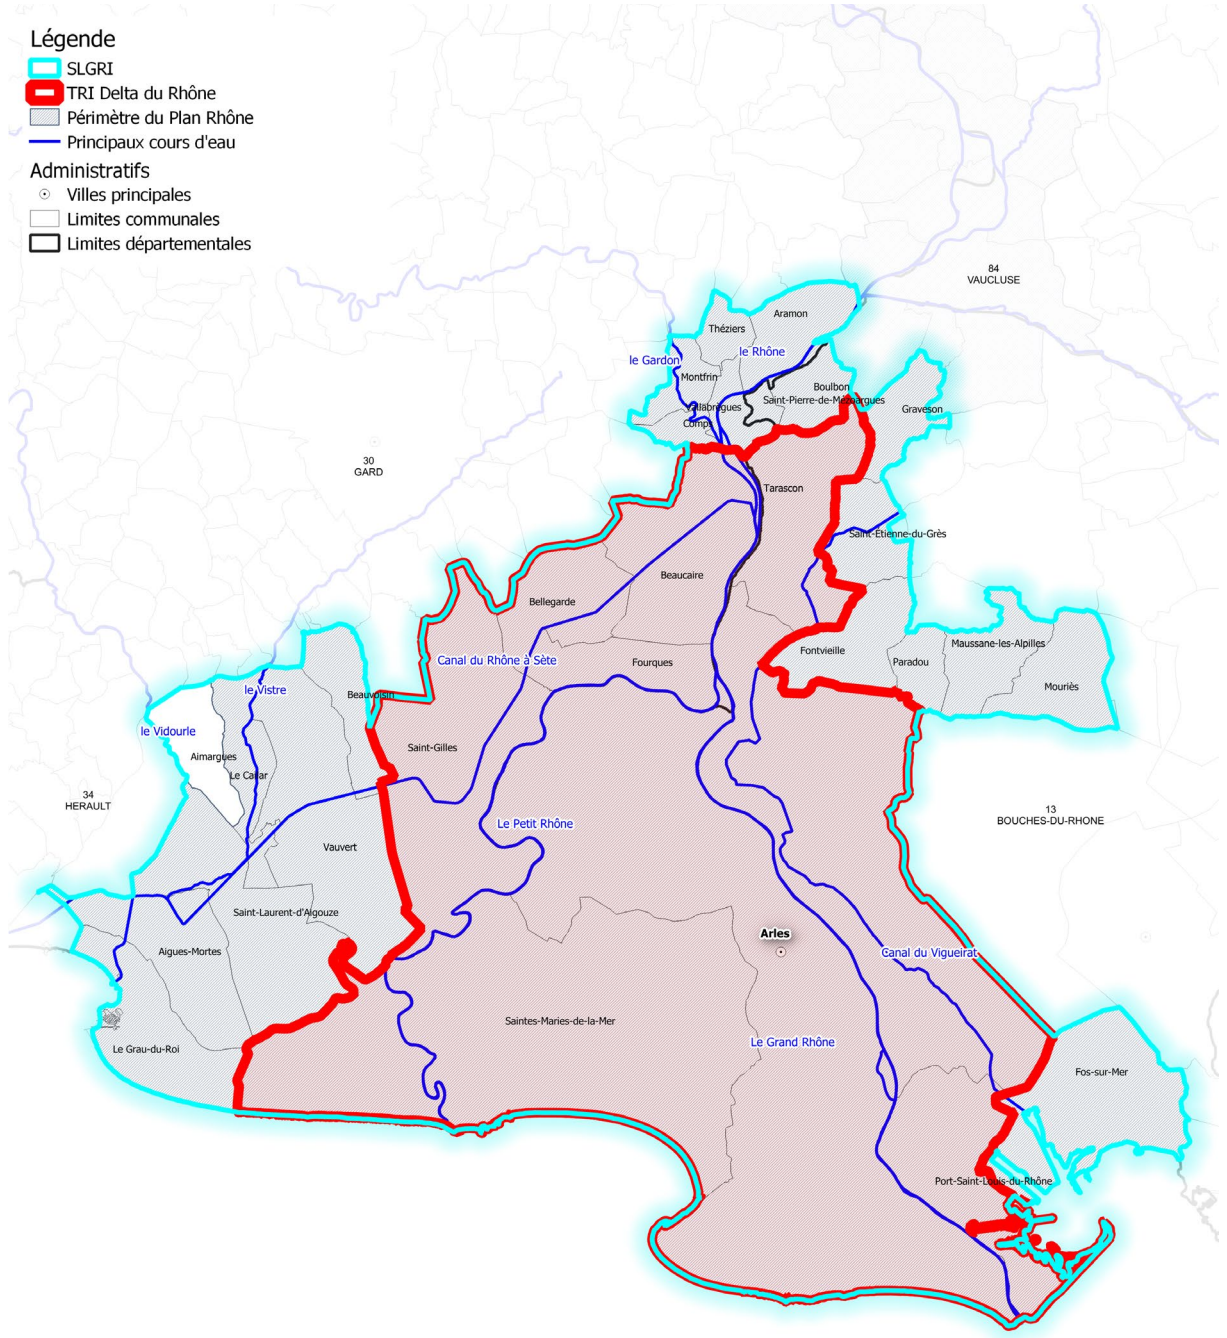 Légende
SLGRI
TRI Delta du Rhône
Périmètre du Plan Rhône
Principaux cours d'eau
Administratifs
Villes principales
Limites communales
Limites départementales
84
VAUCLUSE
Aramon
Théziers
le Rhône
le Gardon
Montfrin
Boulbon
Saint-Pierre-de-Mézoargues
Vallabrègues
Graveson
Comps
30
GARD
Tarascon
Saint-Etienne-du-Grès
Beaucaire
Bellegarde
Maussane-les-Alpilles
Fontvieille
Canal du Rhône à Sète
Fourques
Paradou
Mouriès
le Vistre
Beauvoisin
le Vidourle
Saint-Gilles
Aimargues
Le Cailar
34
HERAULT
13
BOUCHES-DU-RHONE
Le Petit Rhône
Vauvert
Saint-Laurent-d'Aigouze
Arles
Aigues-Mortes
Canal du Vigueirat
Saintes-Maries-de-la-Mer
Le Grand Rhône
Le Grau-du-Roi
Fos-sur-Mer
Port-Saint-Louis-du-Rhône